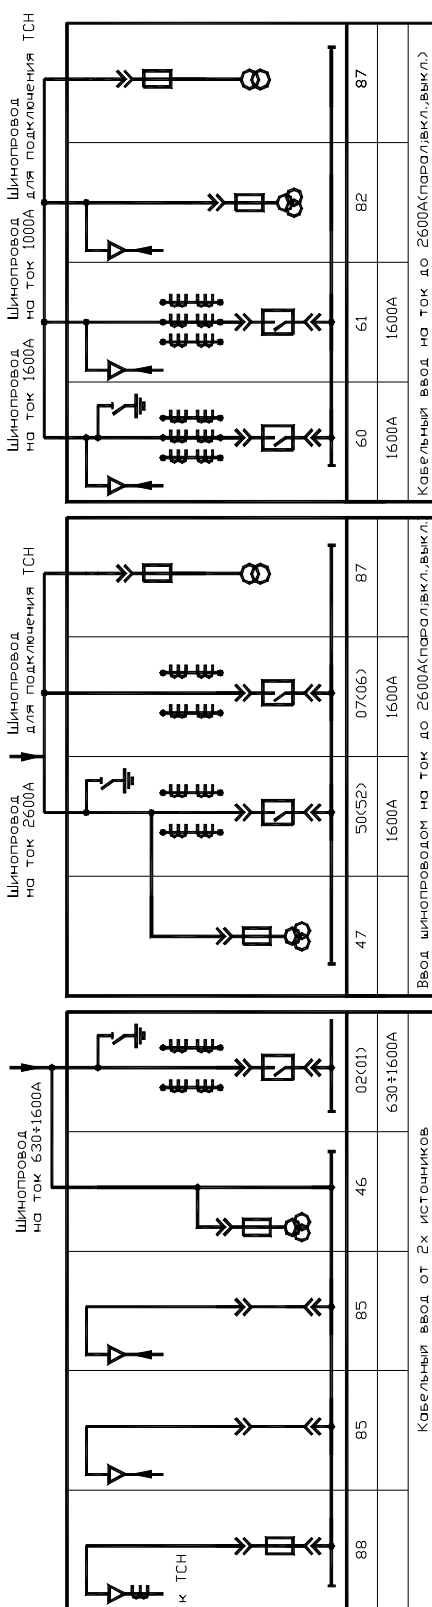 Шинопровод
на ток 630÷1600А
к ТСН
88
85
85
46
02(01)
630÷1600А
Кабельный ввод от 2х источников
Шинопровод
на ток 2600А
Шинопровод
для подключения ТСН
47
50(52)
1600А
07(06)
1600А
87
Ввод шинопроводом на ток до 2600А(парал.вкл.,выкл.)
Шинопровод
на ток 1600А
Шинопровод
на ток 1000А
Шинопровод
для подключения ТСН
60
1600А
61
1600А
82
87
Кабельный ввод на ток до 2600А(парал.вкл.,выкл.)